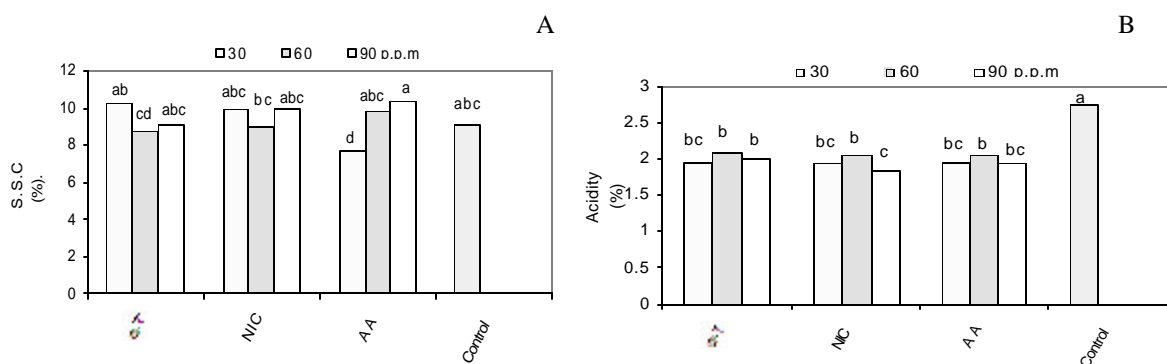 A
30 60 90 p.p.m
12
10
8
6
4
2
0
S.S.C
(%).
ab cd abc
abc bc abc
d abc a
abc
NIC
AA
Control
B
30 60 90 p.p.m
3
2.5
2
1.5
1
0.5
0
Acidity
(%)
bc b b
bc b c
bc b bc
a
NIC
AA
Control